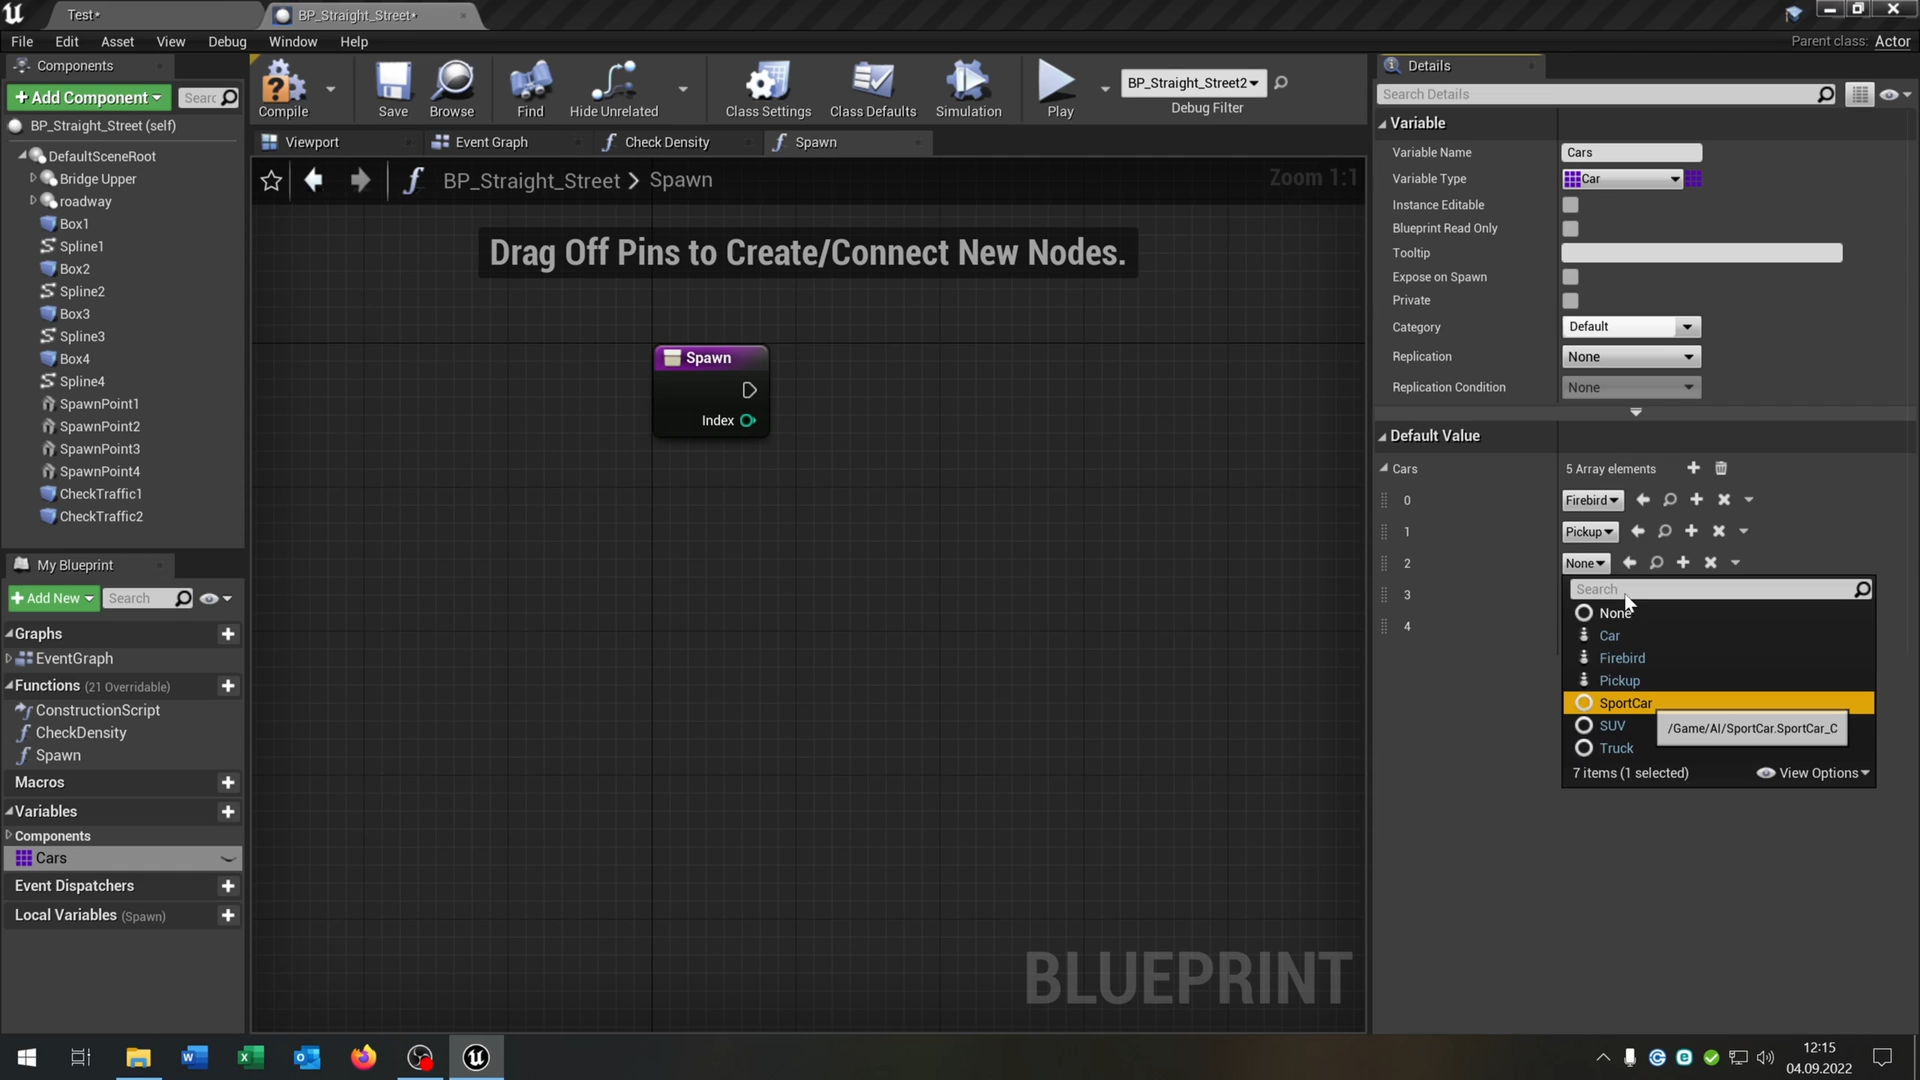 Test*
BP_Straight_Street*
File Edit Asset View Debug Window Help
Parent class: Actor
Components
+ Add Component
Searc
BP_Straight_Street (self)
DefaultSceneRoot
Bridge Upper
roadway
Box1
Spline1
Box2
Spline2
Box3
Spline3
Box4
Spline4
SpawnPoint1
SpawnPoint2
SpawnPoint3
SpawnPoint4
CheckTraffic1
CheckTraffic2
My Blueprint
+ Add New
Search
Graphs
EventGraph
Functions (21 Overridable)
ConstructionScript
CheckDensity
Spawn
Macros
Variables
Components
Cars
Event Dispatchers
Local Variables (Spawn)
Compile
Save
Browse
Find
Hide Unrelated
Class Settings
Class Defaults
Simulation
Play
BP_Straight_Street2
Debug Filter
Viewport
Event Graph
Check Density
Spawn
BP_Straight_Street > Spawn
Zoom 1:1
Drag Off Pins to Create/Connect New Nodes.
Spawn
Index
BLUEPRINT
Details
Search Details
Variable
Variable Name Cars
Variable Type Car
Instance Editable
Blueprint Read Only
Tooltip
Expose on Spawn
Private
Category Default
Replication None
Replication Condition None
Default Value
Cars 5 Array elements
0 Firebird
1 Pickup
2 None
3
4
Search
None
Car
Firebird
Pickup
SportCar
SUV
Truck
/Game/AI/SportCar.SportCar_C
7 items (1 selected) View Options
12:15
04.09.2022